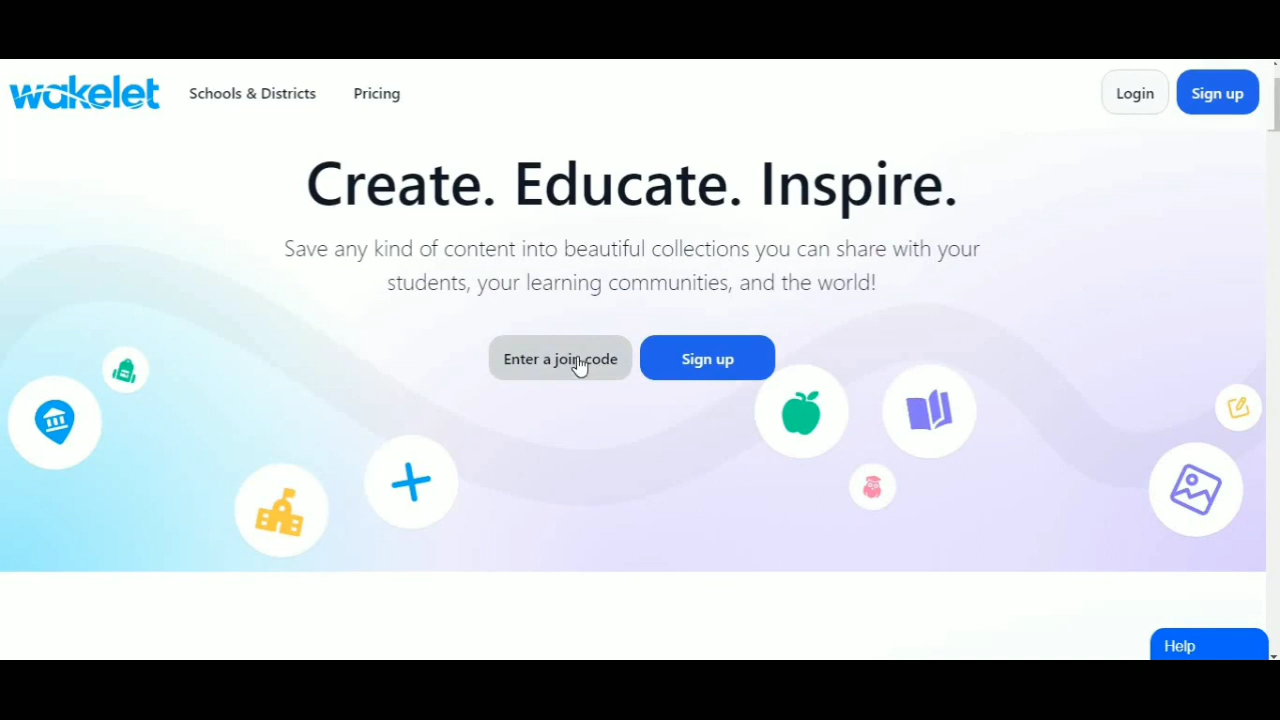 wakelet
Schools & Districts
Pricing
Login
Sign up
Create. Educate. Inspire.
Save any kind of content into beautiful collections you can share with your
students, your learning communities, and the world!
Enter a join code
Sign up
Help